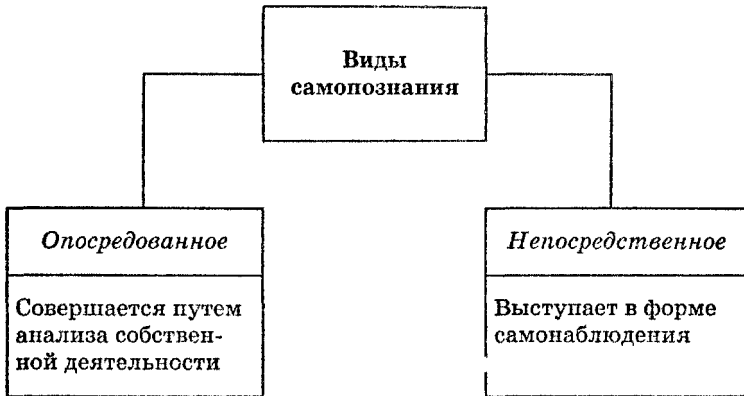 Виды
самопознания
Опосредованное
Непосредственное
Совершается путем
анализа собствен-
ной деятельности
Выступает в форме
самонаблюдения